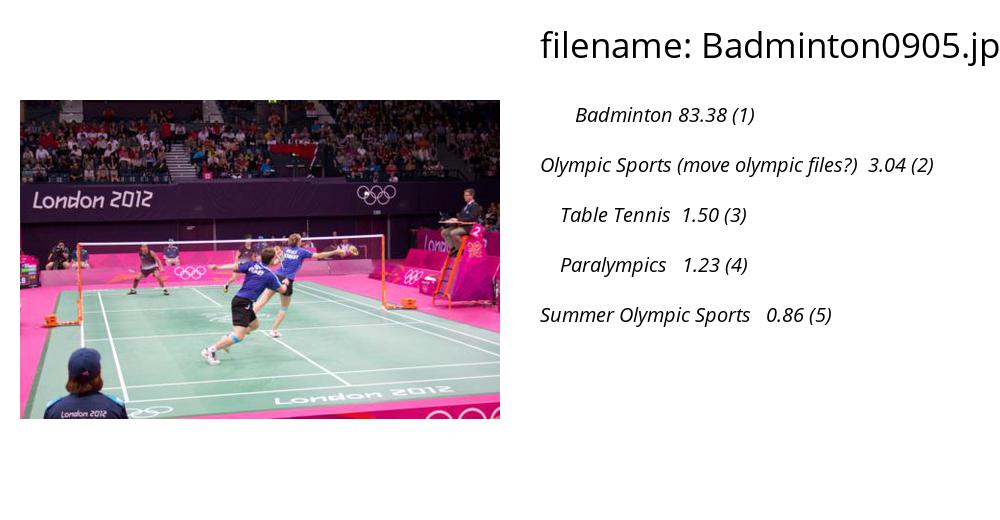 filename: Badminton0905.jp
Badminton 83.38 (1)
Olympic Sports (move olympic files?) 3.04 (2)
Table Tennis 1.50 (3)
Paralympics 1.23 (4)
Summer Olympic Sports 0.86 (5)
London 2012
London
2
London 2012
London 2012